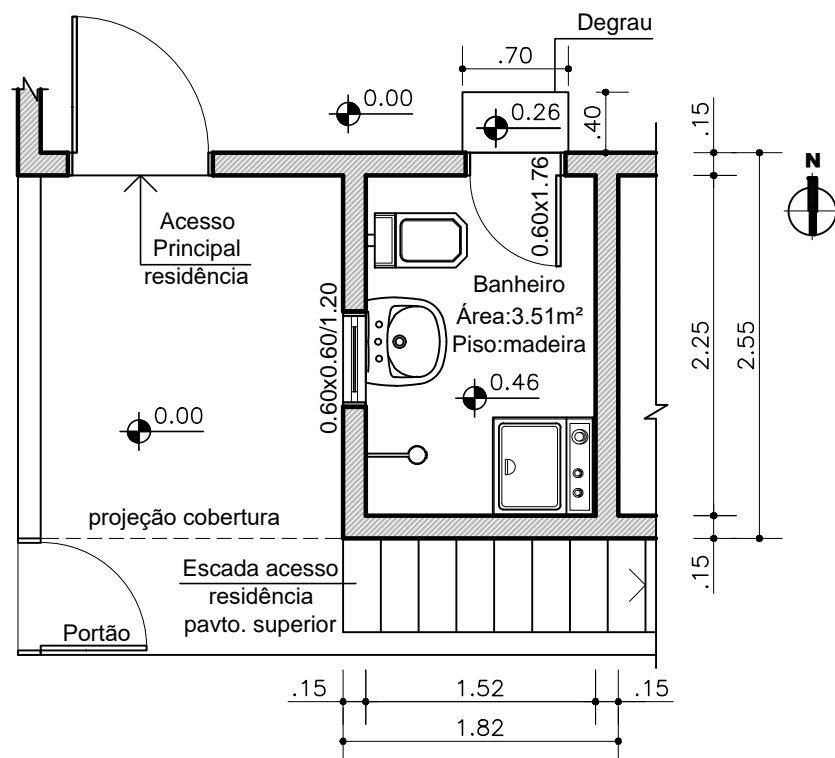 Degrau
.70
0.00
0.26
.40
.15
N
0.60x1.76
Acesso
Principal
residência
Banheiro
Área:3.51m²
Piso:madeira
0.60x0.60/1.20
2.25
2.55
0.46
0.00
projeção cobertura
Escada acesso
residência
pavto. superior
.15
Portão
.15
1.52
.15
1.82